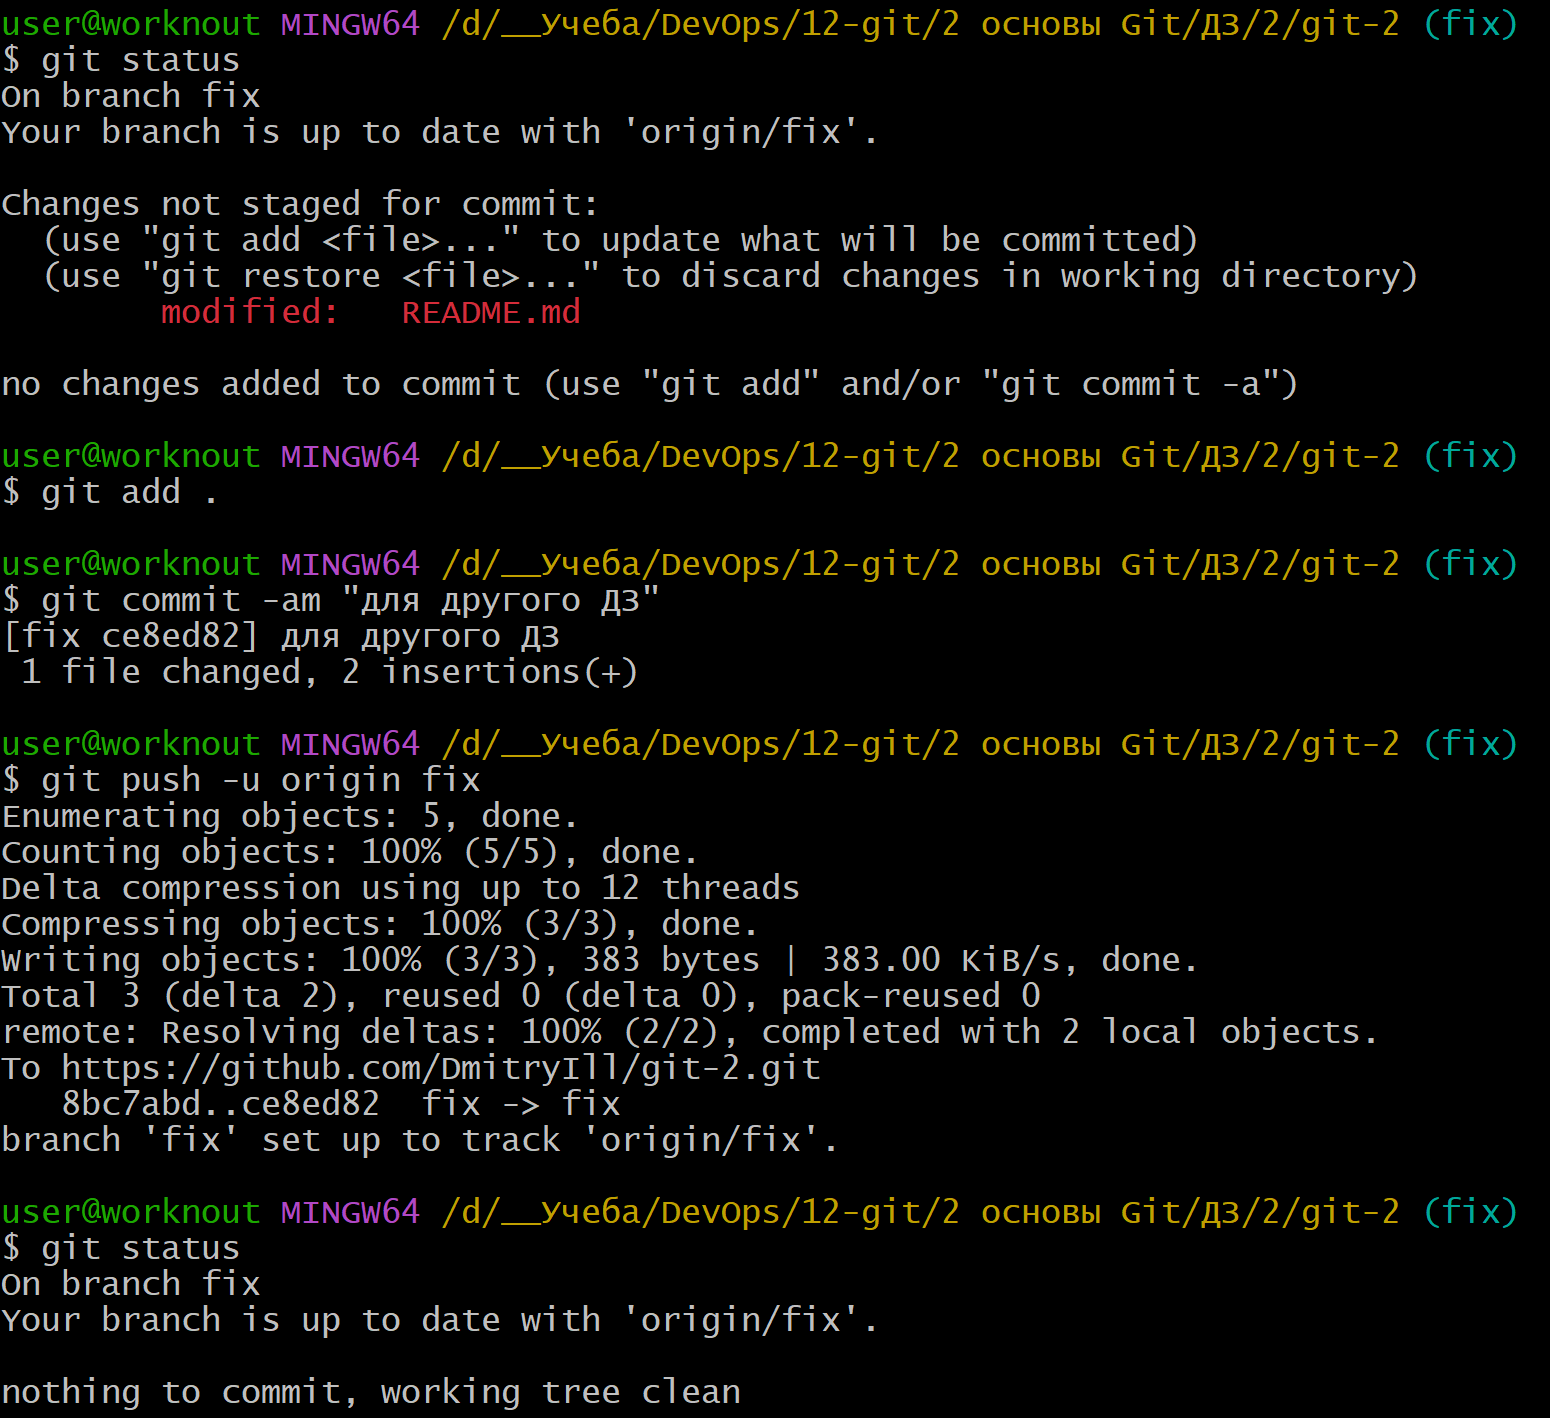 user@worknout MINGW64 /d/__Учеба/DevOps/12-git/2 основы Git/ДЗ/2/git-2 (fix)
$ git status
On branch fix
Your branch is up to date with 'origin/fix'.
Changes not staged for commit:
  (use "git add <file>..." to update what will be committed)
  (use "git restore <file>..." to discard changes in working directory)
        modified:   README.md
no changes added to commit (use "git add" and/or "git commit -a")
user@worknout MINGW64 /d/__Учеба/DevOps/12-git/2 основы Git/ДЗ/2/git-2 (fix)
$ git add .
user@worknout MINGW64 /d/__Учеба/DevOps/12-git/2 основы Git/ДЗ/2/git-2 (fix)
$ git commit -am "для другого ДЗ"
[fix ce8ed82] для другого ДЗ
 1 file changed, 2 insertions(+)
user@worknout MINGW64 /d/__Учеба/DevOps/12-git/2 основы Git/ДЗ/2/git-2 (fix)
$ git push -u origin fix
Enumerating objects: 5, done.
Counting objects: 100% (5/5), done.
Delta compression using up to 12 threads
Compressing objects: 100% (3/3), done.
Writing objects: 100% (3/3), 383 bytes | 383.00 KiB/s, done.
Total 3 (delta 2), reused 0 (delta 0), pack-reused 0
remote: Resolving deltas: 100% (2/2), completed with 2 local objects.
To https://github.com/DmitryIll/git-2.git
   8bc7abd..ce8ed82  fix -> fix
branch 'fix' set up to track 'origin/fix'.
user@worknout MINGW64 /d/__Учеба/DevOps/12-git/2 основы Git/ДЗ/2/git-2 (fix)
$ git status
On branch fix
Your branch is up to date with 'origin/fix'.
nothing to commit, working tree clean